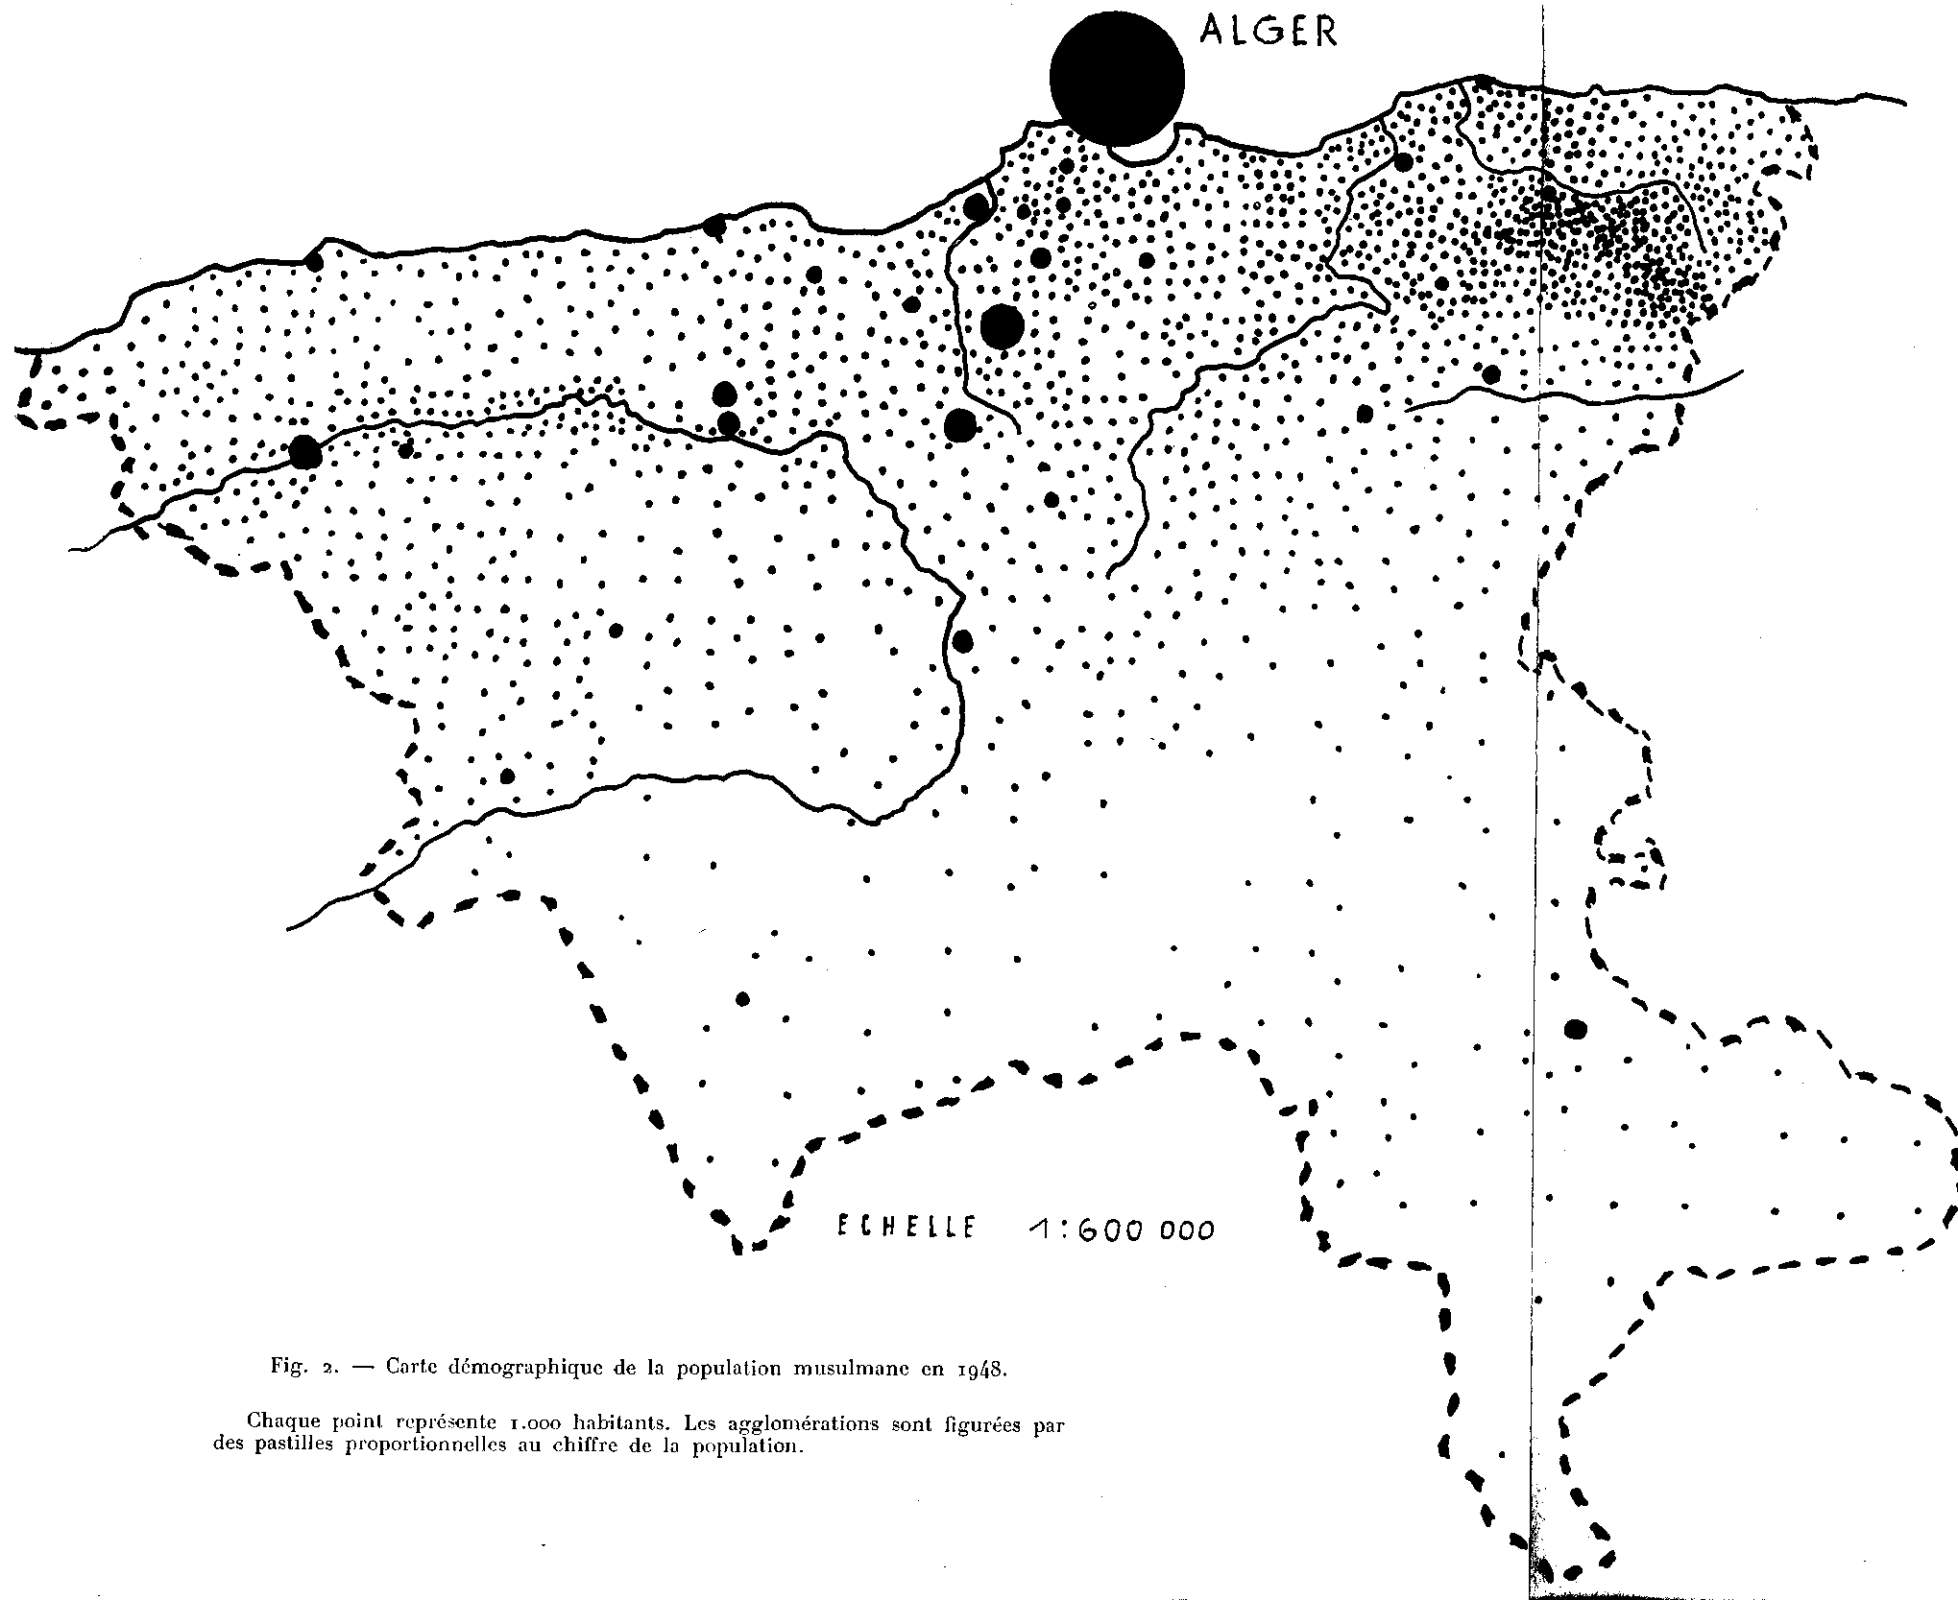 ALGER
ECHELLE 1:600 000
Fig. 2. — Carte démographique de la population musulmane en 1948.
Chaque point représente 1.000 habitants. Les agglomérations sont figurées par
des pastilles proportionnelles au chiffre de la population.